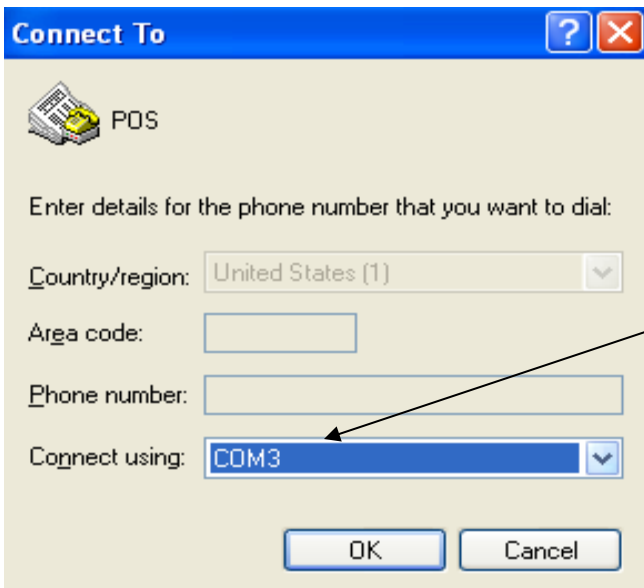 Connect To
POS
Enter details for the phone number that you want to dial:
Country/region: United States (1)
Area code:
Phone number:
Connect using: COM3
OK Cancel